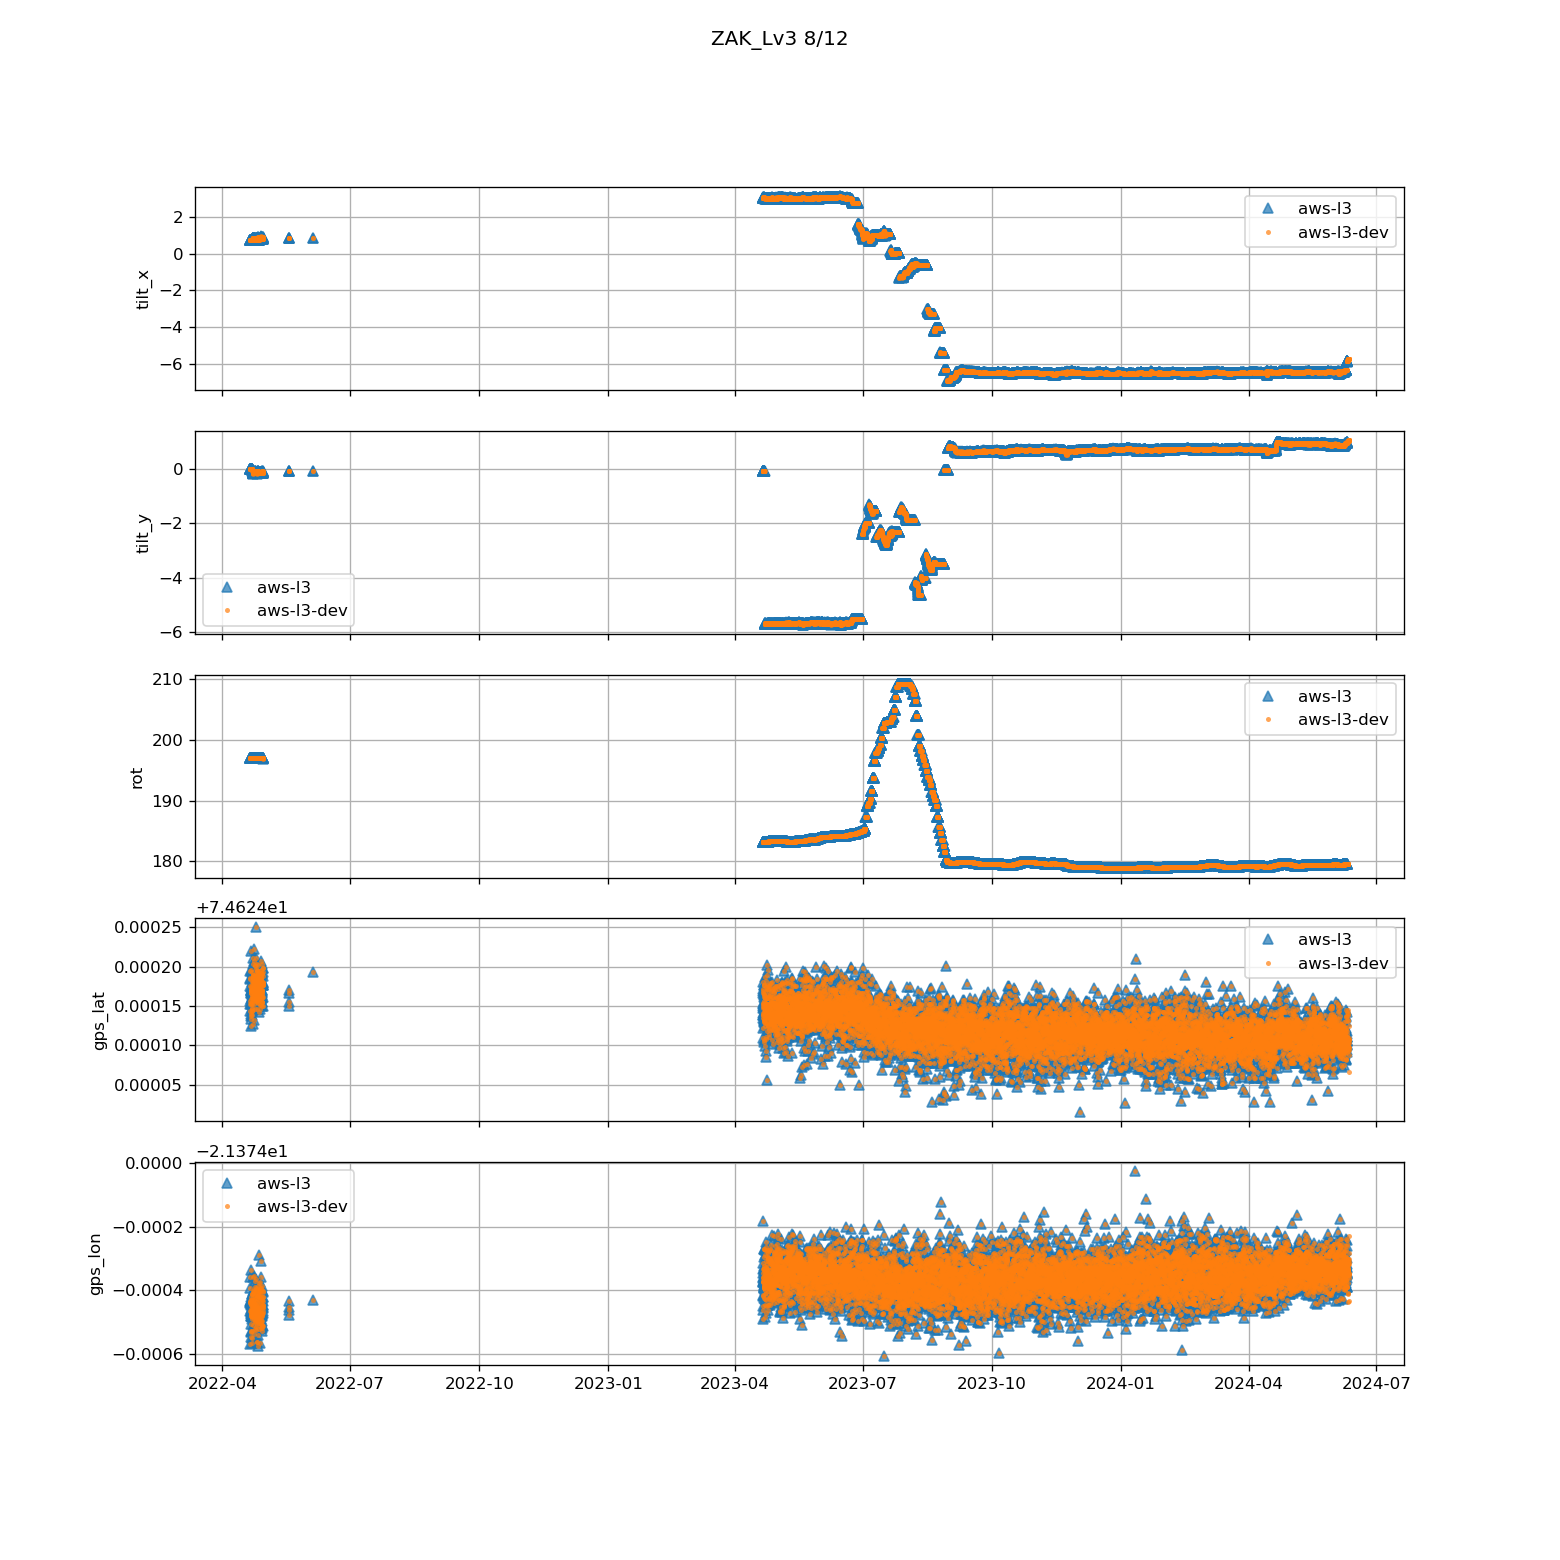 ZAK_Lv3 8/12
2
0
−2
−4
−6
tilt_x
aws-l3
aws-l3-dev
0
−2
−4
−6
tilt_y
aws-l3
aws-l3-dev
210
200
190
180
rot
aws-l3
aws-l3-dev
+7.4624e1
0.00025
0.00020
0.00015
0.00010
0.00005
gps_lat
aws-l3
aws-l3-dev
−2.1374e1
0.0000
−0.0002
−0.0004
−0.0006
gps_lon
aws-l3
aws-l3-dev
2022-04 2022-07 2022-10 2023-01 2023-04 2023-07 2023-10 2024-01 2024-04 2024-07